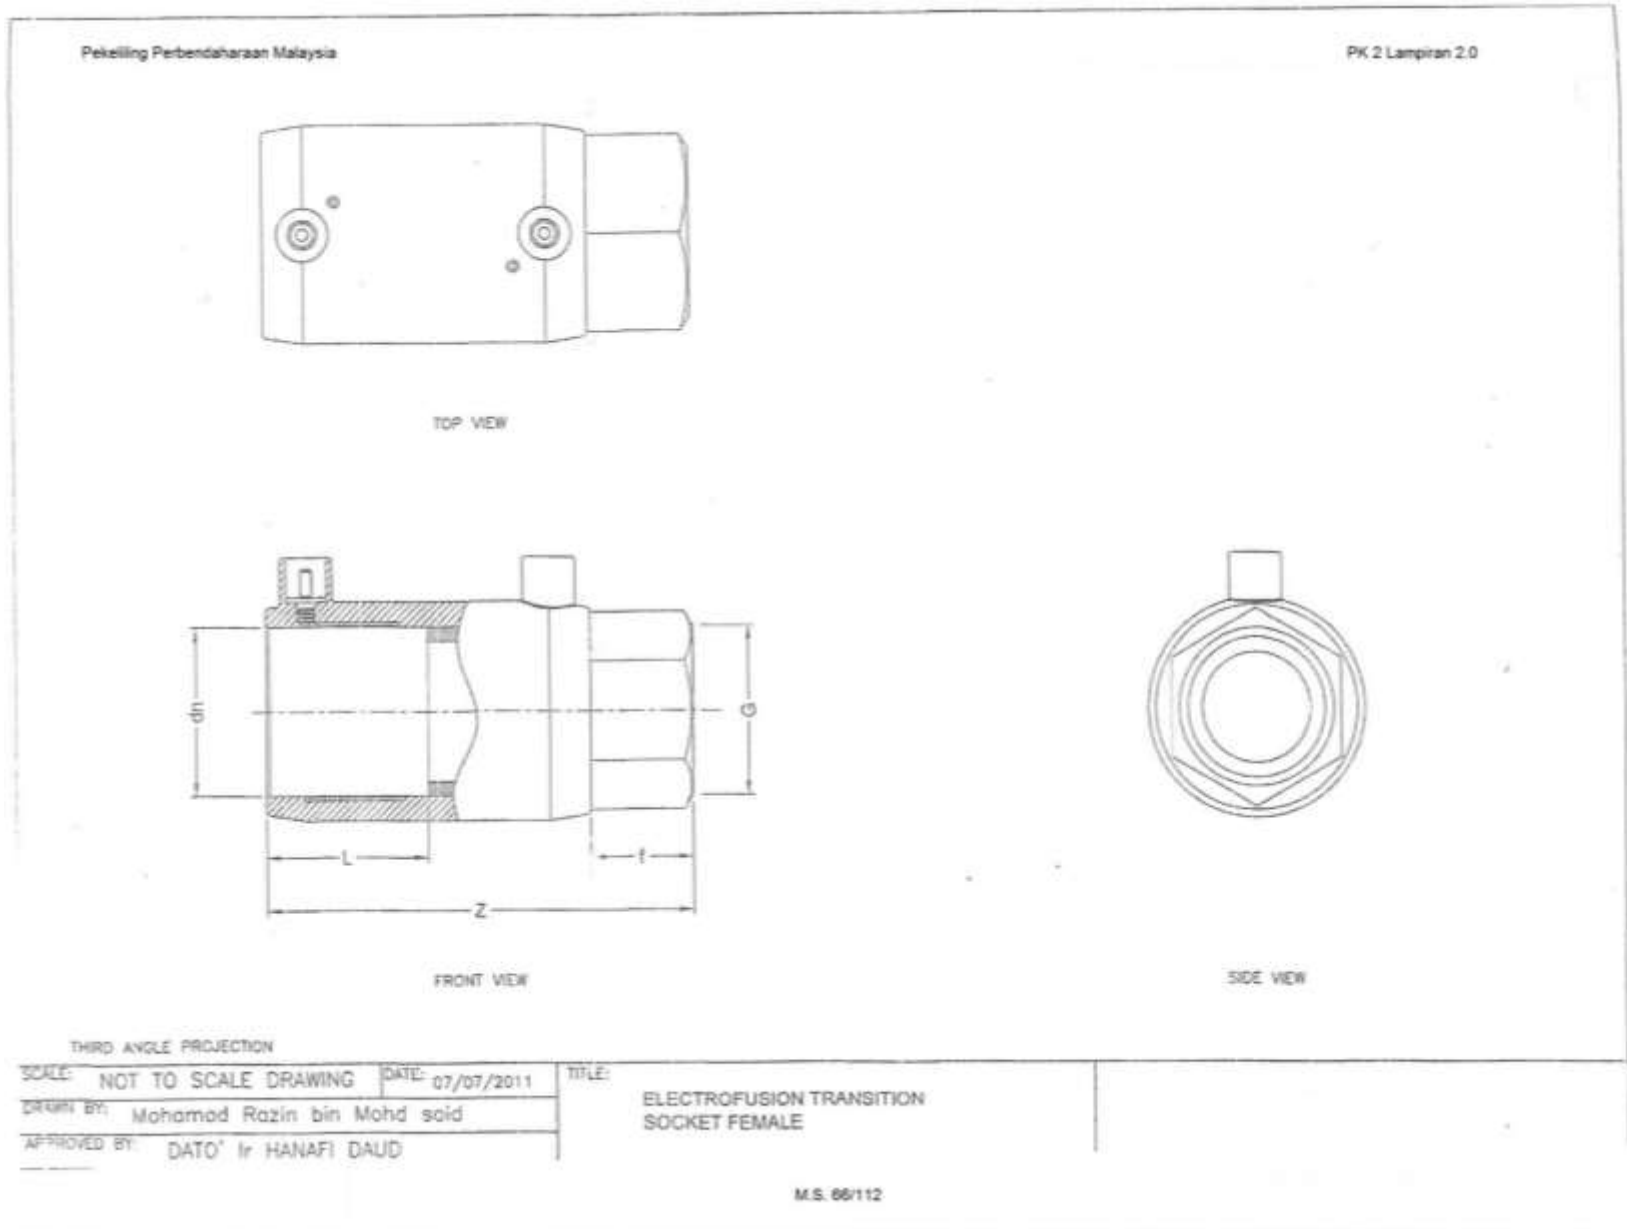 Pekeliling Perbendaharaan Malaysia
PK 2 Lampiran 2.0
TOP VIEW
dn
G
L
f
Z
FRONT VIEW
SIDE VIEW
THIRD ANGLE PROJECTION
SCALE: NOT TO SCALE DRAWING
DATE: 07/07/2011
DRAWN BY: Mohamad Razin bin Mohd said
APPROVED BY: DATO' Ir HANAFI DAUD
TITLE:
ELECTROFUSION TRANSITION
SOCKET FEMALE
M.S. 66/112